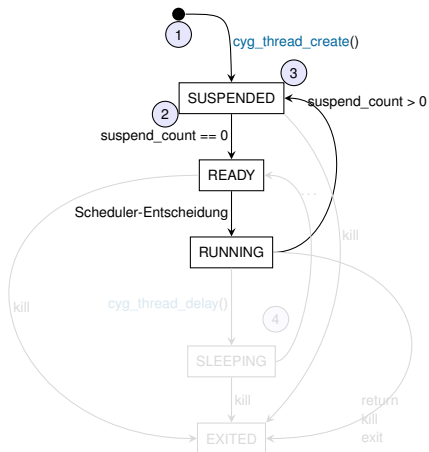 1
cyg_thread_create()
3
SUSPENDED
2
suspend_count > 0
suspend_count == 0
READY
...
Scheduler-Entscheidung
kill
RUNNING
kill
cyg_thread_delay()
4
SLEEPING
kill
return
kill
exit
EXITED